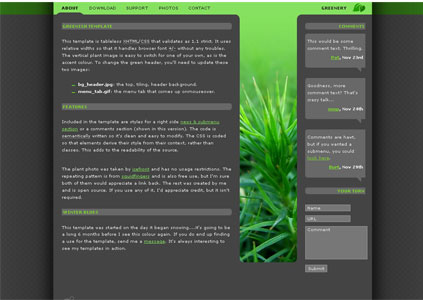 ABOUT DOWNLOAD SUPPORT PHOTOS CONTACT GREENERY
GREENERY TEMPLATE
This template is tableless XHTML/CSS that validates as 1.1 strict. It uses
relative widths so that it handles browser font +/- without any troubles.
The vertical plant image is easy to switch for one of your own, as is the
accent colour. To change the green header, you'll need to update these
two images:
bg_header.jpg: the top, tiling, header background.
menu_tab.gif: the menu tab that comes up onmouseover.
FEATURES
Included in the template are styles for a right side news & submenu
section or a comments section (shown in this version). The code is
semantically written so it's clean and easy to modify. The CSS is coded
so that elements derive their style from their context, rather than
classes. This adds to the readability of the source.
The plant photo was taken by and has no usage restrictions. The
repeating pattern is from and is also free use, but I'm sure
both of them would appreciate a link back. The rest was created by me
and is open source. If you use any of it, I'd appreciate credit, but it isn't
required.
WINTER BLUES
This template was started on the day it began snowing...it's going to be
a long 6 months before I see this colour again. If you do end up finding
a use for the template, send me a message. It's always interesting to
see my templates in action.
COMMENTS
This would be some
comment text. Thrilling.
Nov 23rd
Goodness, more
comment text? That's
crazy talk...
Nov 24th
Comments are hawt,
but if you wanted a
submenu, you could
look here.
Nov 29th
YOUR TURN
Name
URL
Comment
Submit